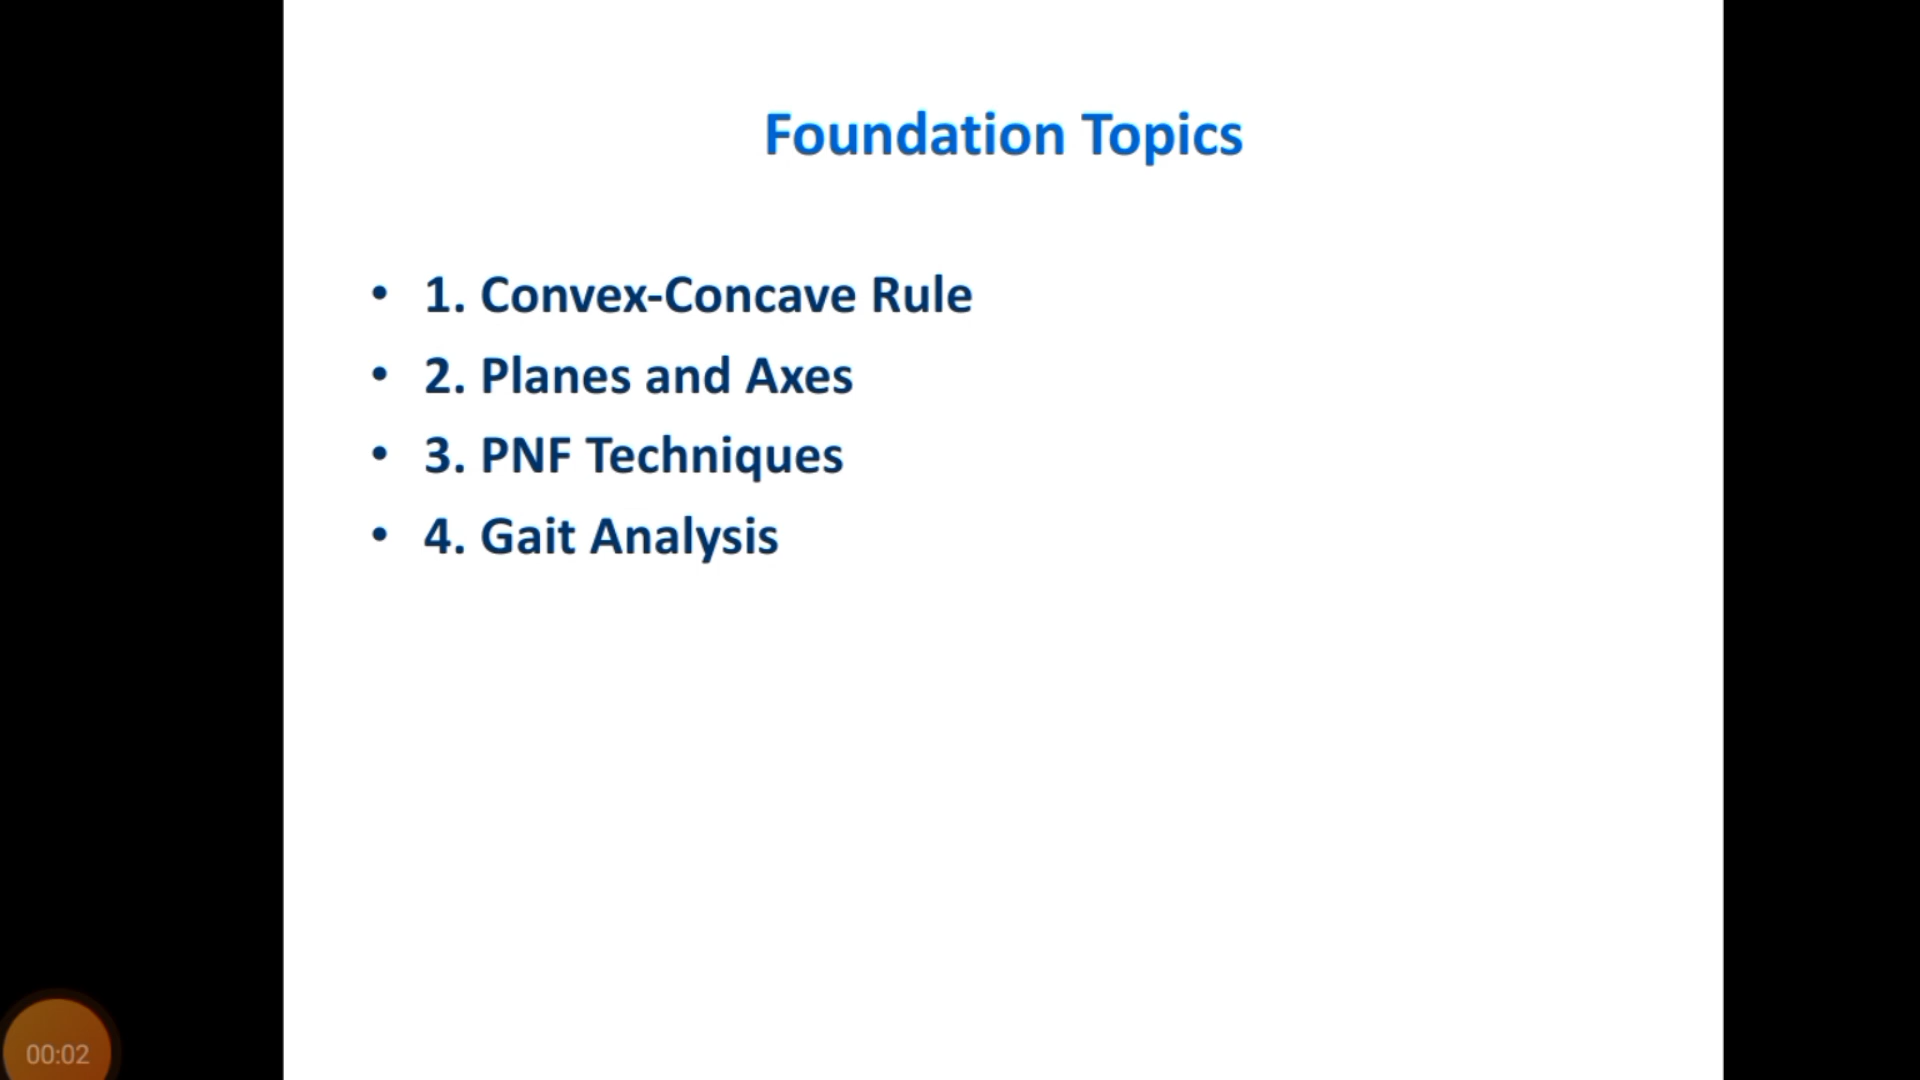 Foundation Topics
• 1. Convex-Concave Rule
• 2. Planes and Axes
• 3. PNF Techniques
• 4. Gait Analysis
00:02